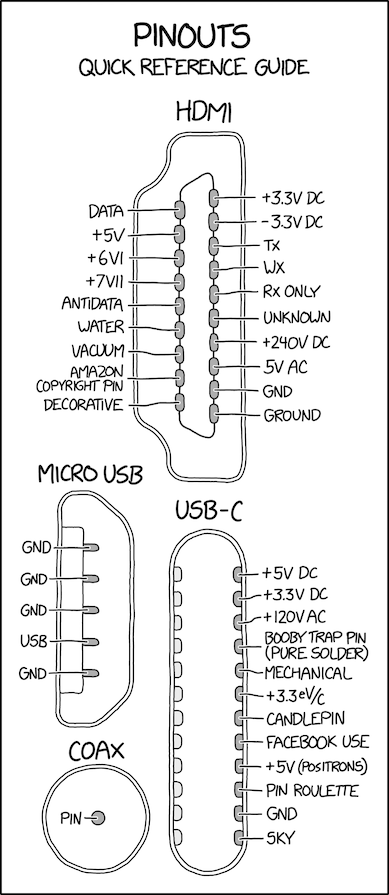 PINOUTS
QUICK REFERENCE GUIDE
HDMI
DATA
+5V
+6VI
+7VII
ANTIDATA
WATER
VACUUM
AMAZON
COPYRIGHT PIN
DECORATIVE
+3.3V DC
-3.3V DC
Tx
Wx
Rx ONLY
UNKNOWN
+240V DC
5V AC
GND
GROUND
MICRO USB
GND
GND
GND
USB
GND
USB-C
+5V DC
+3.3V DC
+120V AC
BOOBY TRAP PIN
(PURE SOLDER)
MECHANICAL
+3.3 eV/c
CANDLEPIN
FACEBOOK USE
+5V (POSITRONS)
PIN ROULETTE
GND
SKY
COAX
PIN